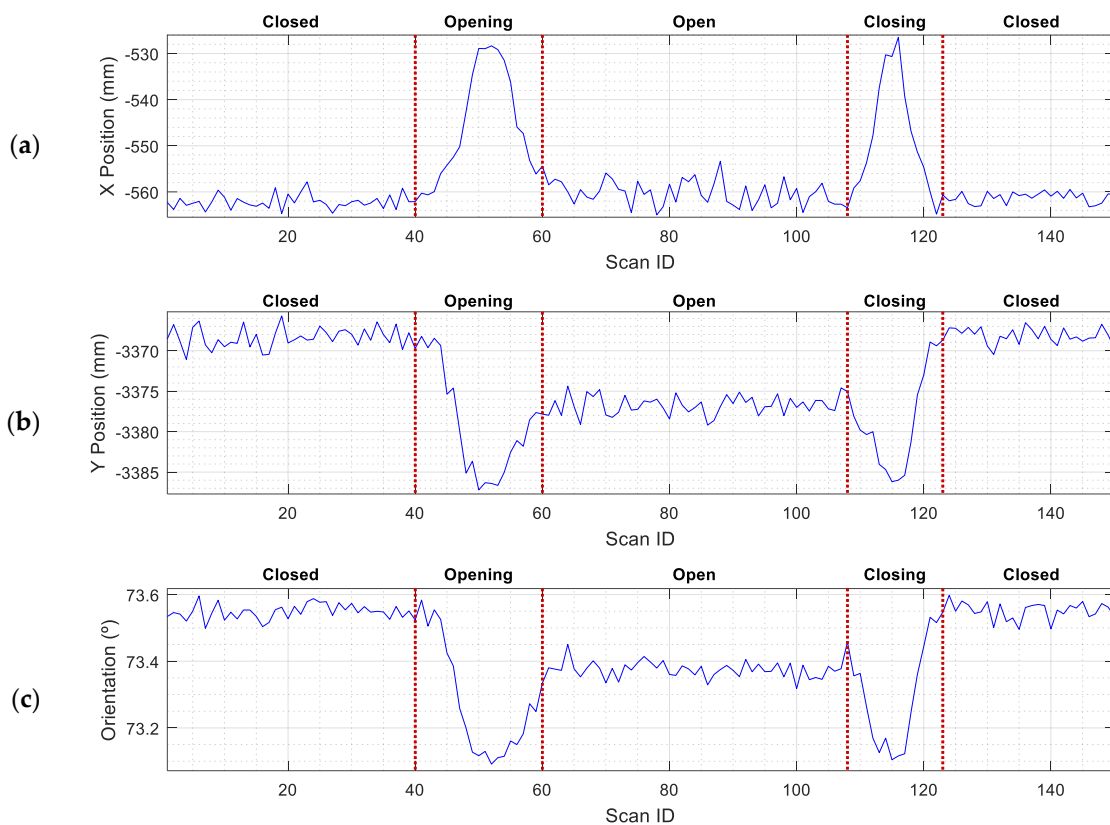 Closed Opening Open Closing Closed
(a)
X Position (mm)
-530
-540
-550
-560
20 40 60 80 100 120 140
Scan ID
Closed Opening Open Closing Closed
(b)
Y Position (mm)
-3370
-3375
-3380
-3385
20 40 60 80 100 120 140
Scan ID
Closed Opening Open Closing Closed
(c)
Orientation (º)
73.6
73.4
73.2
20 40 60 80 100 120 140
Scan ID